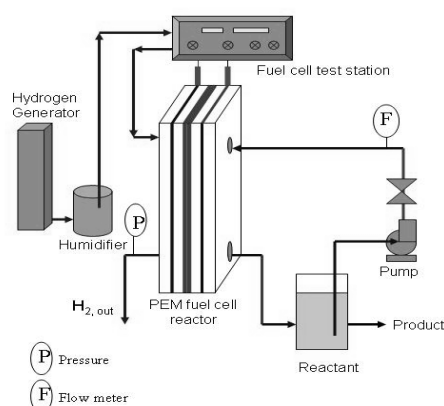 Fuel cell test station
Hydrogen
Generator
F
Humidifier
P
Pump
H2, out
PEM fuel cell
reactor
Product
Reactant
P Pressure
F Flow meter